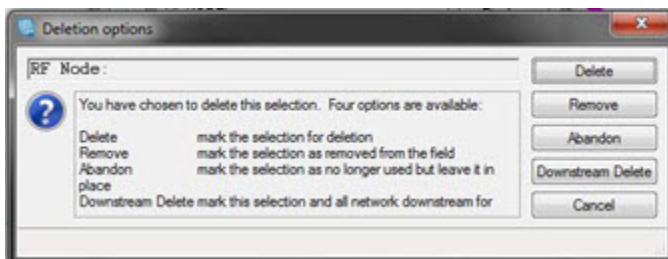 Deletion options
RF Node:
Delete
You have chosen to delete this selection. Four options are available:
Remove
Delete mark the selection for deletion
Remove mark the selection as removed from the field
Abandon
Abandon mark the selection as no longer used but leave it in
place
Downstream Delete
Downstream Delete mark this selection and all network downstream for
Cancel